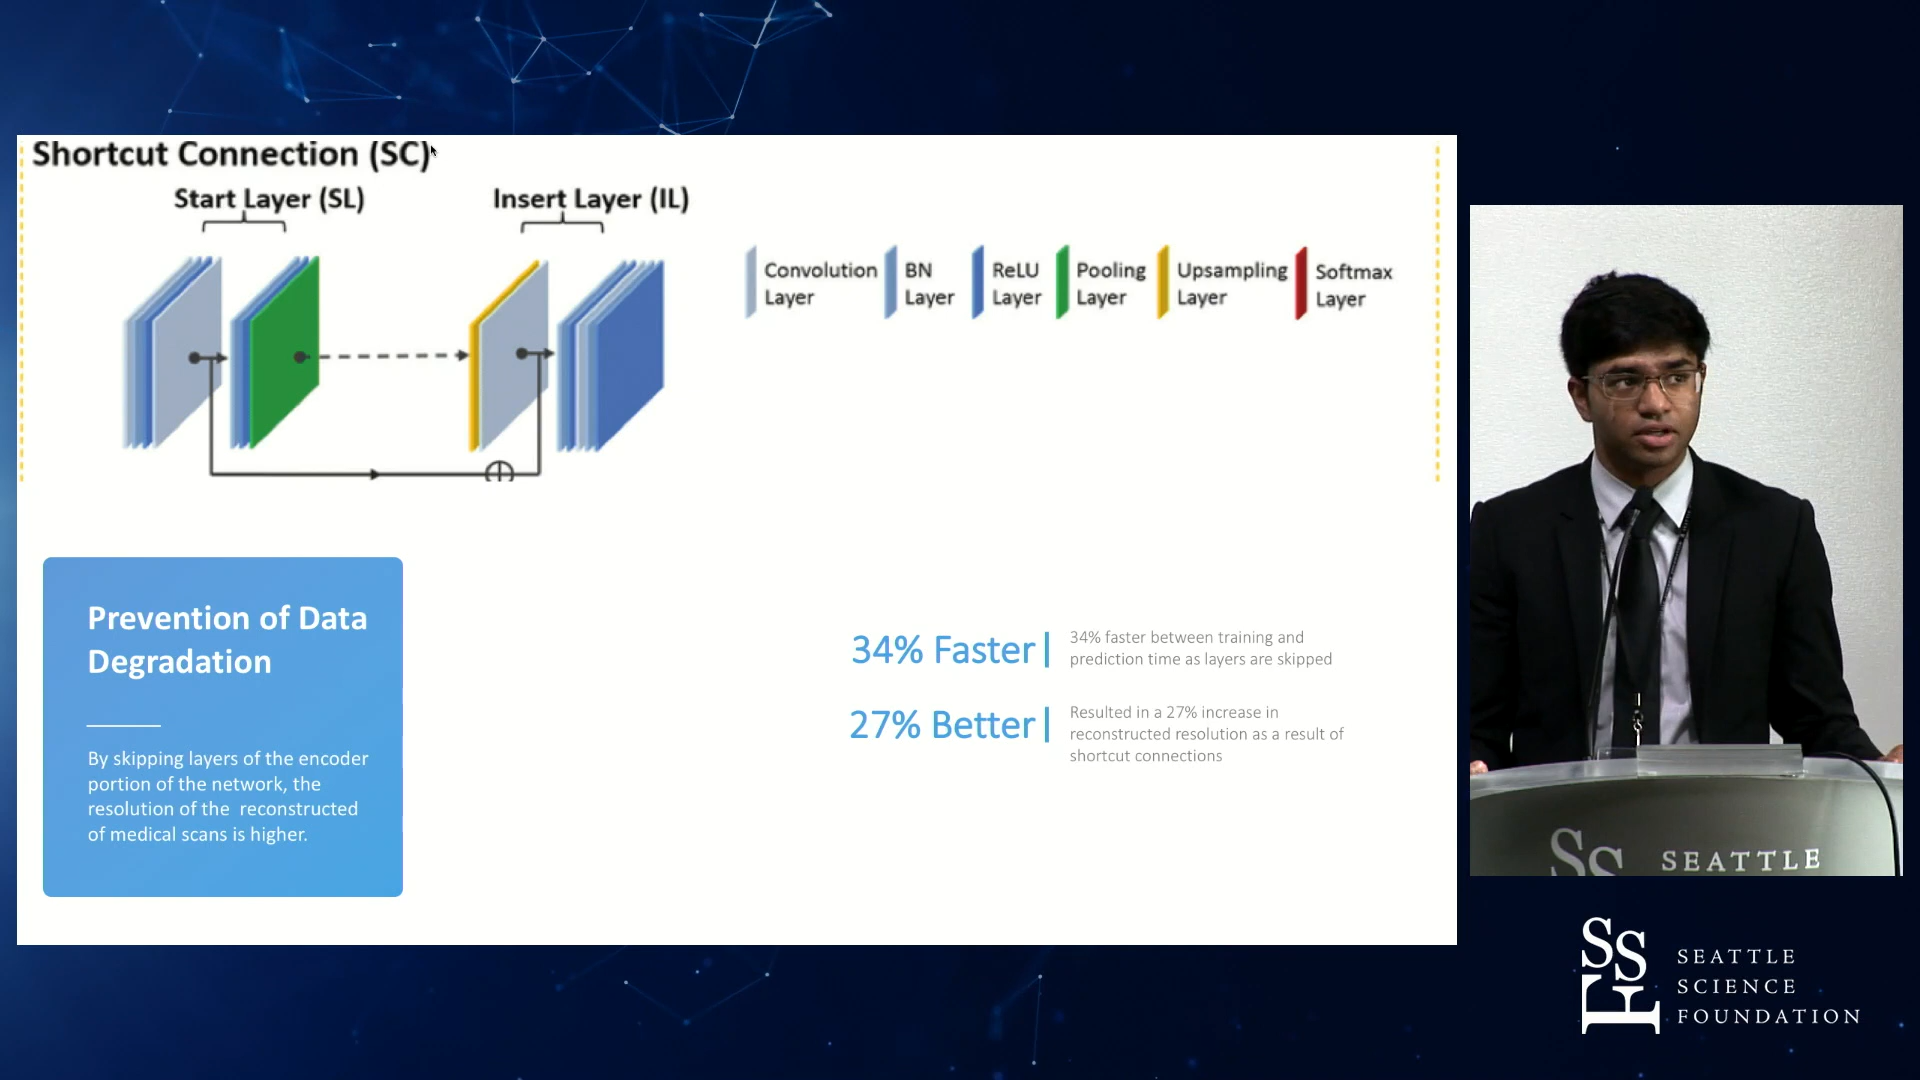 Shortcut Connection (SC)
Start Layer (SL)
Insert Layer (IL)
Convolution
Layer
BN
Layer
ReLU
Layer
Pooling
Layer
Upsampling
Layer
Softmax
Layer
Prevention of Data
Degradation
By skipping layers of the encoder
portion of the network, the
resolution of the reconstructed
of medical scans is higher.
34% Faster
34% faster between training and
prediction time as layers are skipped
27% Better
Resulted in a 27% increase in
reconstructed resolution as a result of
shortcut connections
SS
SEATTLE
SSF
SEATTLE
SCIENCE
FOUNDATION